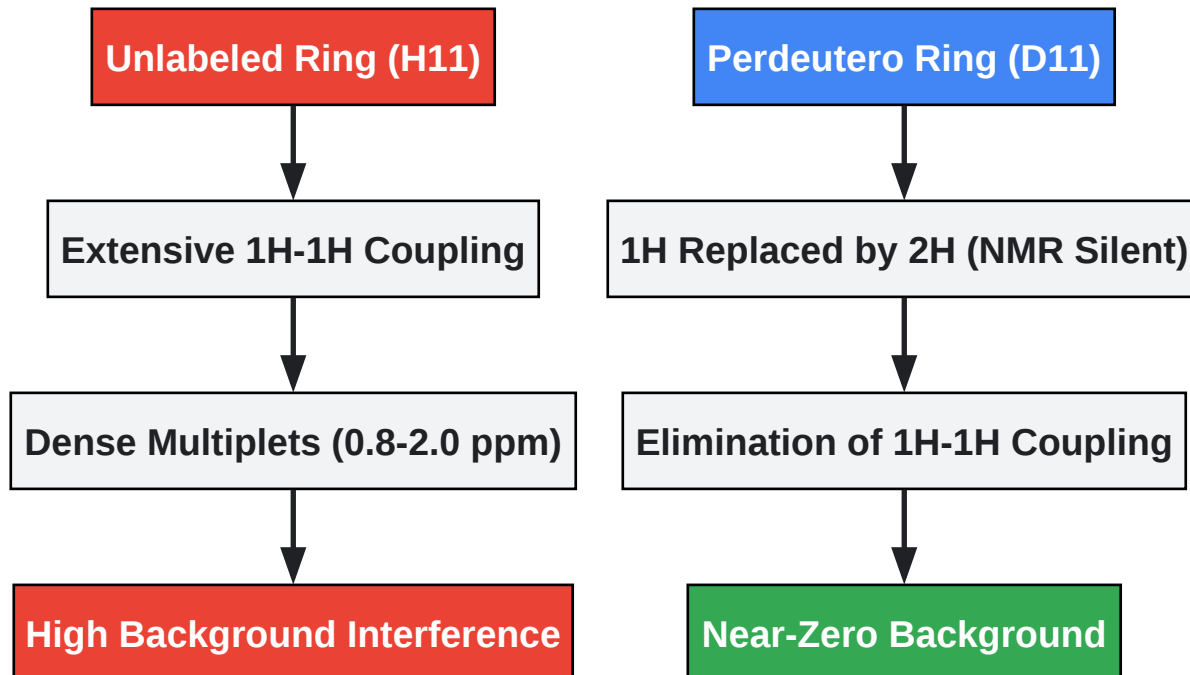 Unlabeled Ring (H11)
Perdeutero Ring (D11)
Extensive 1H-1H Coupling
1H Replaced by 2H (NMR Silent)
Dense Multiplets (0.8-2.0 ppm)
Elimination of 1H-1H Coupling
High Background Interference
Near-Zero Background